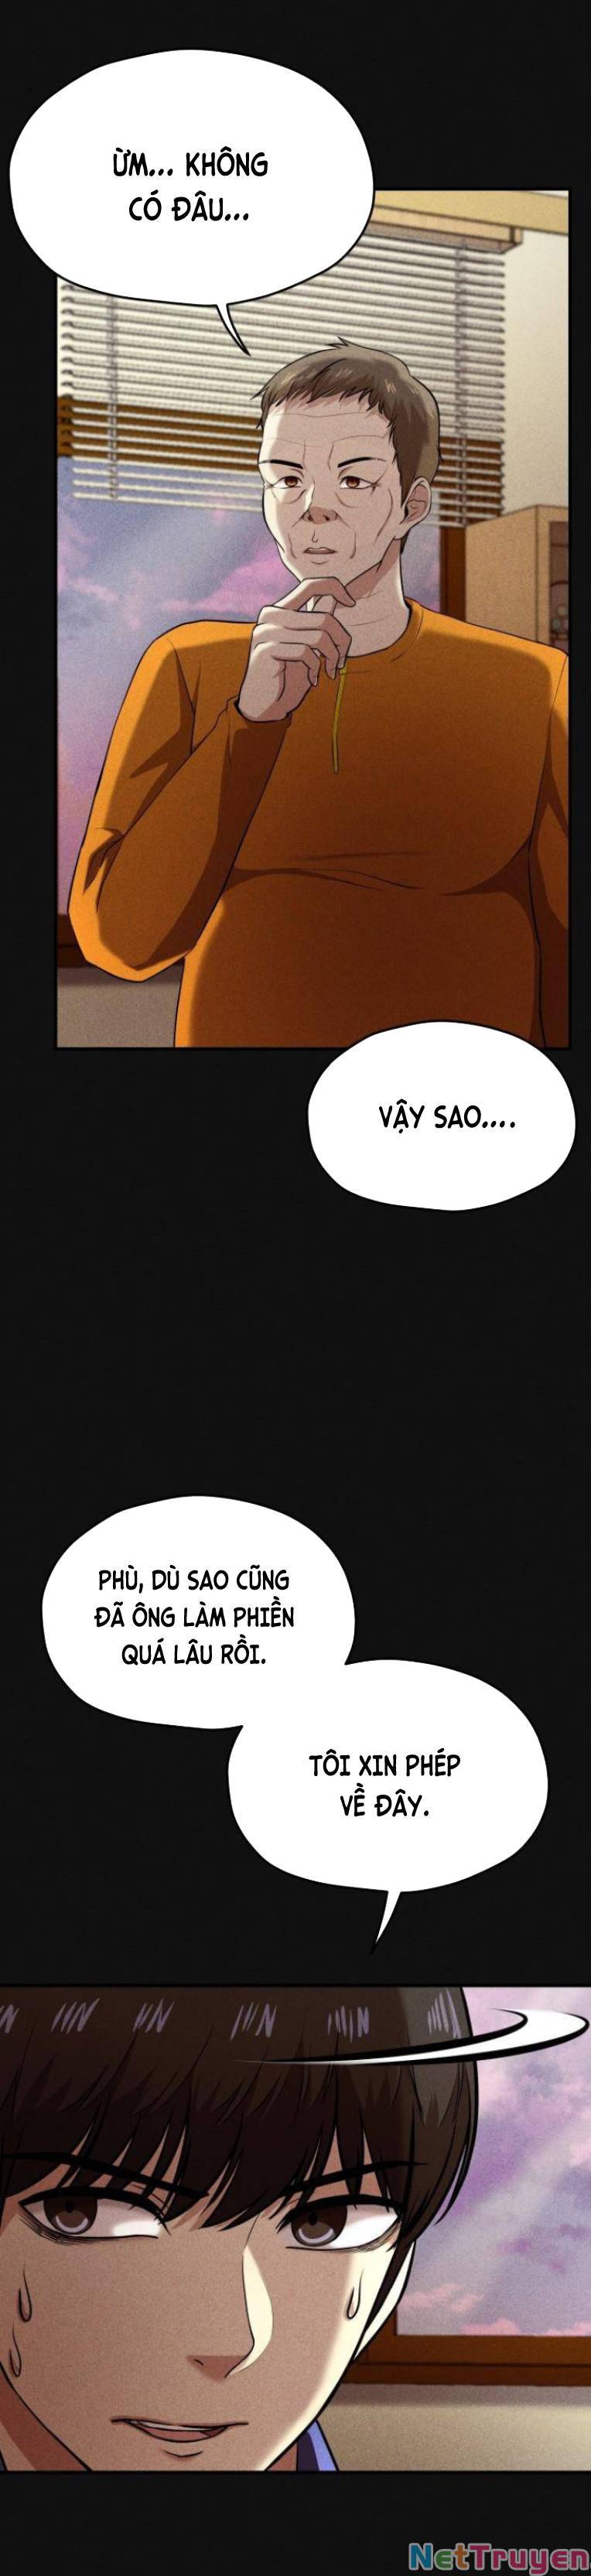 ỪM... KHÔNG
CÓ ĐÂU...
VẬY SAO....
PHÙ, DÙ SAO CŨNG
ĐÃ ÔNG LÀM PHIỀN
QUÁ LÂU RỒI.
TÔI XIN PHÉP
VỀ ĐÂY.
NetTruyen